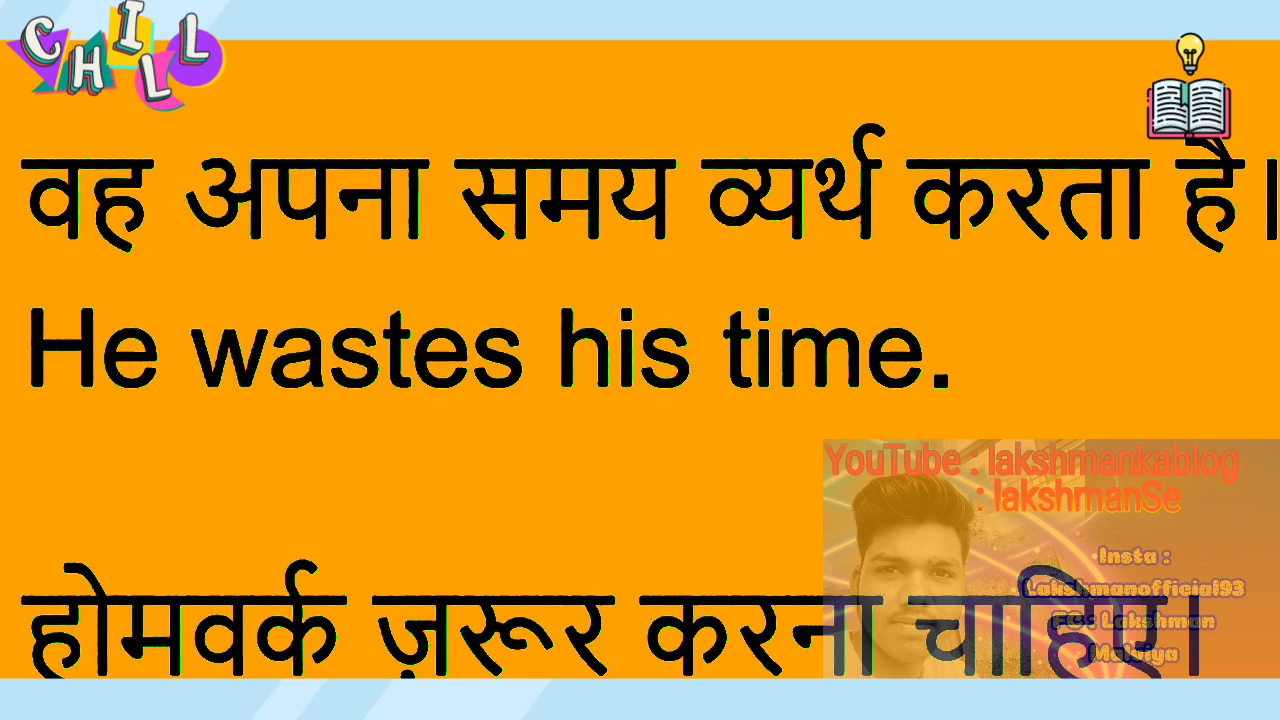 CHILL
वह अपना समय व्यर्थ करता है।
He wastes his time.
YouTube : lakshmankablog
: lakshmanSe
Insta :
Lakshmanofficial93
FB : Lakshman
Malviya
होमवर्क ज़रूर करना चाहिए।